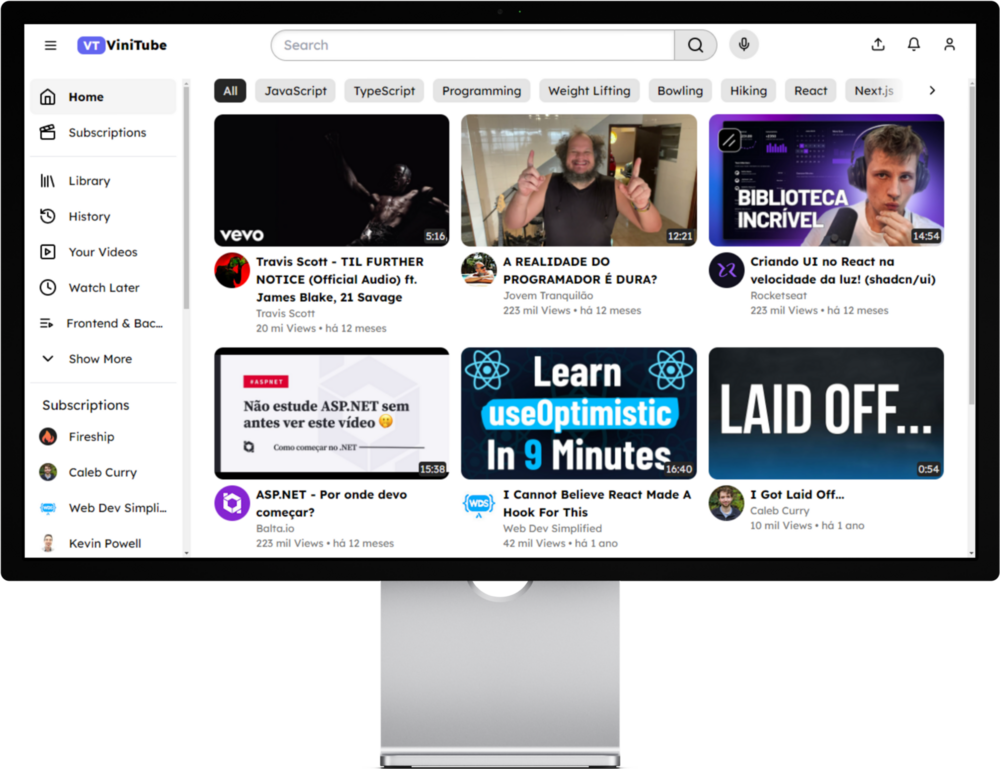 VT ViniTube
Search
Home
Subscriptions
Library
History
Your Videos
Watch Later
Frontend & Bac...
Show More
Subscriptions
Fireship
Caleb Curry
Web Dev Simpli...
Kevin Powell
All
JavaScript
TypeScript
Programming
Weight Lifting
Bowling
Hiking
React
Next.js
vevo
5:16
Travis Scott - TIL FURTHER
NOTICE (Official Audio) ft.
James Blake, 21 Savage
Travis Scott
20 mi Views • há 12 meses
12:21
A REALIDADE DO
PROGRAMADOR É DURA?
Jovem Tranquilão
223 mil Views • há 12 meses
BIBLIOTECA
INCRÍVEL
14:54
Criando UI no React na
velocidade da luz! (shadcn/ui)
Rocketseat
223 mil Views • há 12 meses
#ASPNET
Não estude ASP.NET sem
antes ver este vídeo
Como começar no .NET
15:38
ASP.NET - Por onde devo
começar?
Balta.io
223 mil Views • há 12 meses
Learn
useOptimistic
In 9 Minutes
16:40
WDS
I Cannot Believe React Made A
Hook For This
Web Dev Simplified
42 mil Views • há 1 ano
LAID OFF...
0:54
I Got Laid Off...
Caleb Curry
10 mil Views • há 1 ano